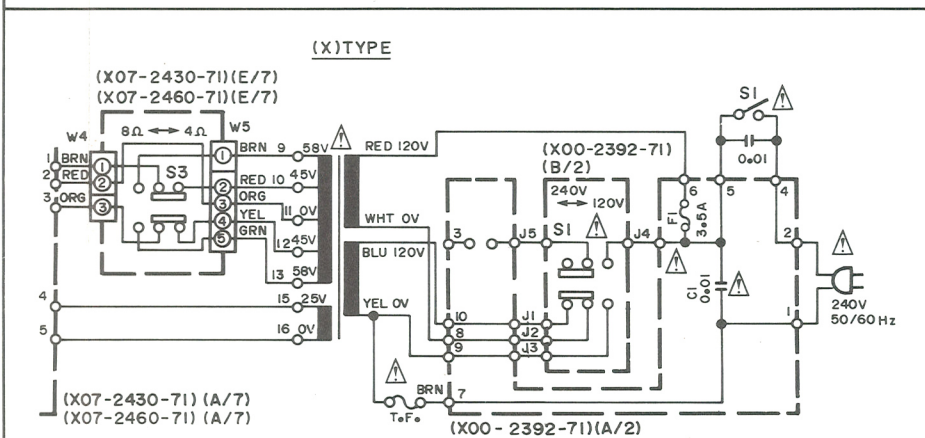 (X)TYPE
(X07-2430-71)(E/7)
(X07-2460-71)(E/7)
8Ω ↔ 4Ω
W4
W5
S3
1 BRN ①
2 RED ②
3 ORG ③
① BRN 9 58V
② RED 10 45V
③ ORG 11 0V
④ YEL 12 45V
⑤ GRN 13 58V
4 15 25V
5 16 0V
(X07-2430-71) (A/7)
(X07-2460-71) (A/7)
RED 120V
WHT 0V
BLU 120V
YEL 0V
(X00-2392-71)
(B/2)
240V
↔ 120V
S1
3 J5 J4
10 J1
8 J2
9 J3
BRN 7
T.F.
(X00-2392-71)(A/2)
S1
0.01
6 5 4
F1
3.5A
C1
0.01
2
1
240V
50/60 Hz